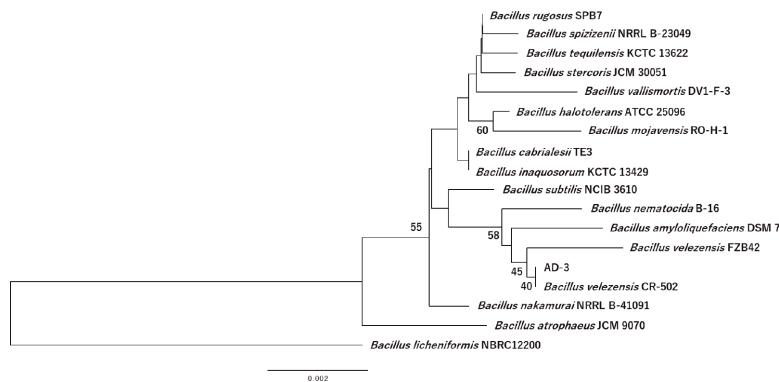 Bacillus rugosus SPB7
Bacillus spizizenii NRRL B-23049
Bacillus tequilensis KCTC 13622
Bacillus stercoris JCM 30051
Bacillus vallismortis DV1-F-3
Bacillus halotolerans ATCC 25096
60
Bacillus mojavensis RO-H-1
Bacillus cabrialesii TE3
Bacillus inaquosorum KCTC 13429
Bacillus subtilis NCIB 3610
Bacillus nematocida B-16
55
Bacillus amyloliquefaciens DSM 7
58
Bacillus velezensis FZB42
AD-3
45
40
Bacillus velezensis CR-502
Bacillus nakamurai NRRL B-41091
Bacillus atrophaeus JCM 9070
Bacillus licheniformis NBRC12200
0.002